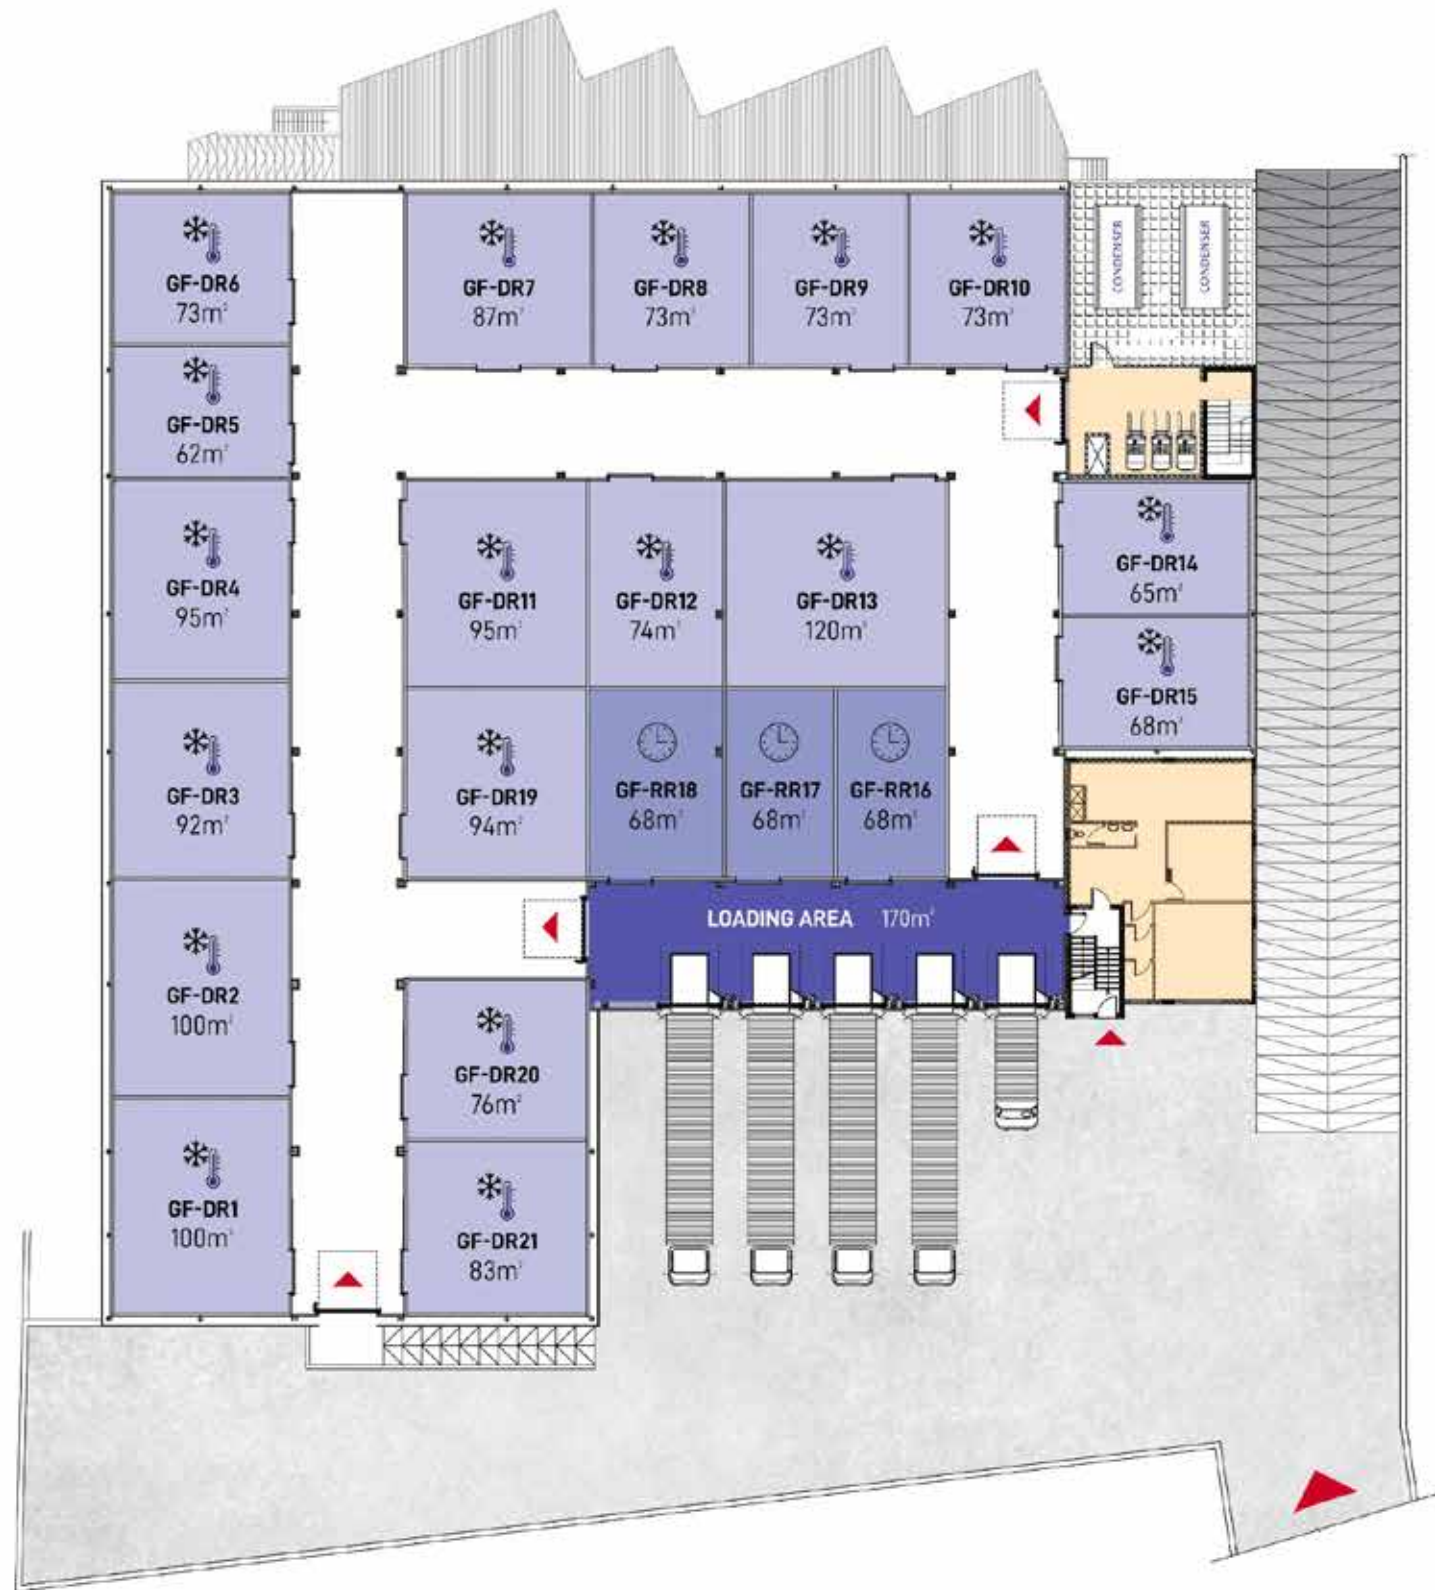 CONDENSER
CONDENSER
GF-DR6
73m²
GF-DR7
87m²
GF-DR8
73m²
GF-DR9
73m²
GF-DR10
73m²
GF-DR5
62m²
GF-DR4
95m²
GF-DR11
95m²
GF-DR12
74m²
GF-DR13
120m²
GF-DR14
65m²
GF-DR15
68m²
GF-DR3
92m²
GF-DR19
94m²
GF-RR18
68m²
GF-RR17
68m²
GF-RR16
68m²
LOADING AREA 170m²
GF-DR2
100m²
GF-DR20
76m²
GF-DR1
100m²
GF-DR21
83m²